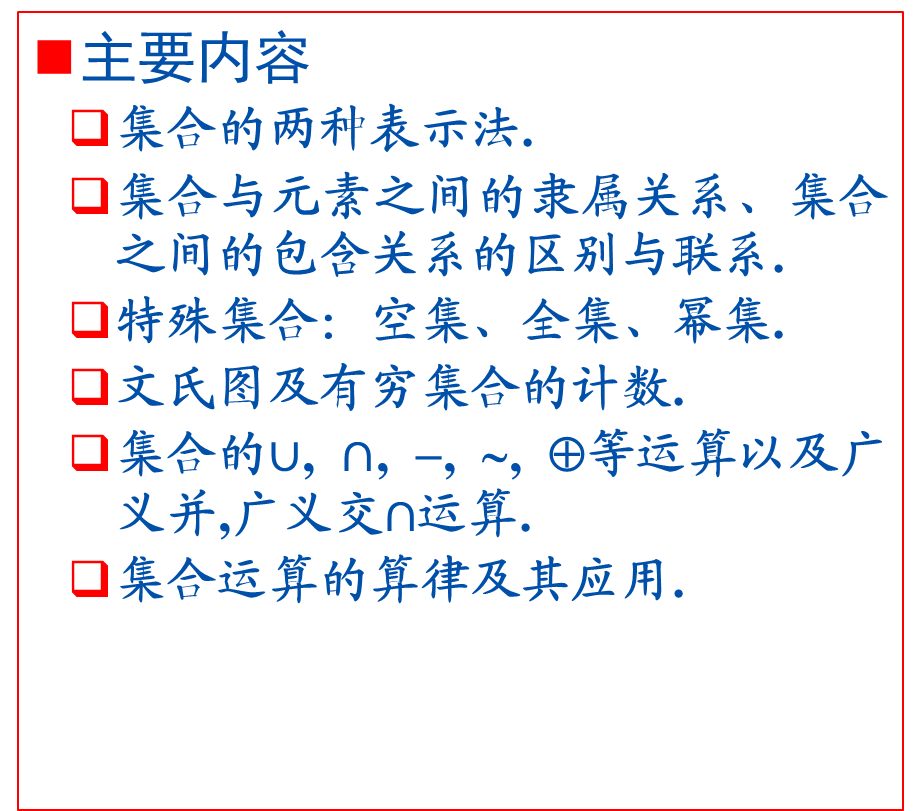 主要内容
集合的两种表示法.
集合与元素之间的隶属关系、集合
之间的包含关系的区别与联系.
特殊集合: 空集、全集、幂集.
文氏图及有穷集合的计数.
集合的∪, ∩, −, ~, ⊕等运算以及广
义并,广义交∩运算.
集合运算的算律及其应用.